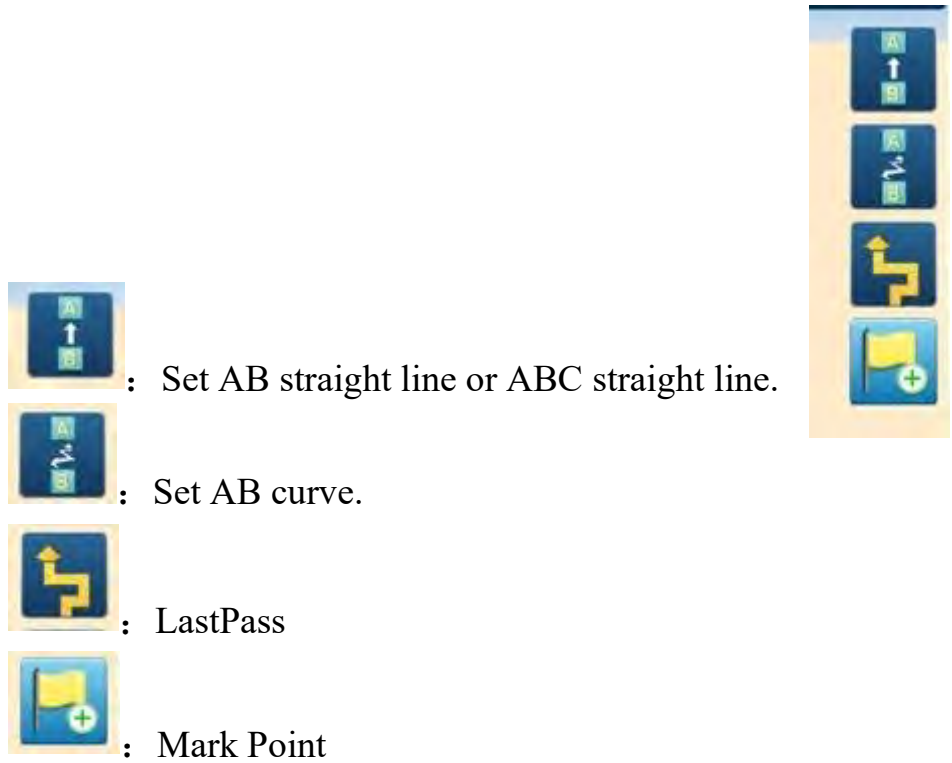 A
B
A
B
A
B
: Set AB straight line or ABC straight line.
A
B
: Set AB curve.
: LastPass
: Mark Point